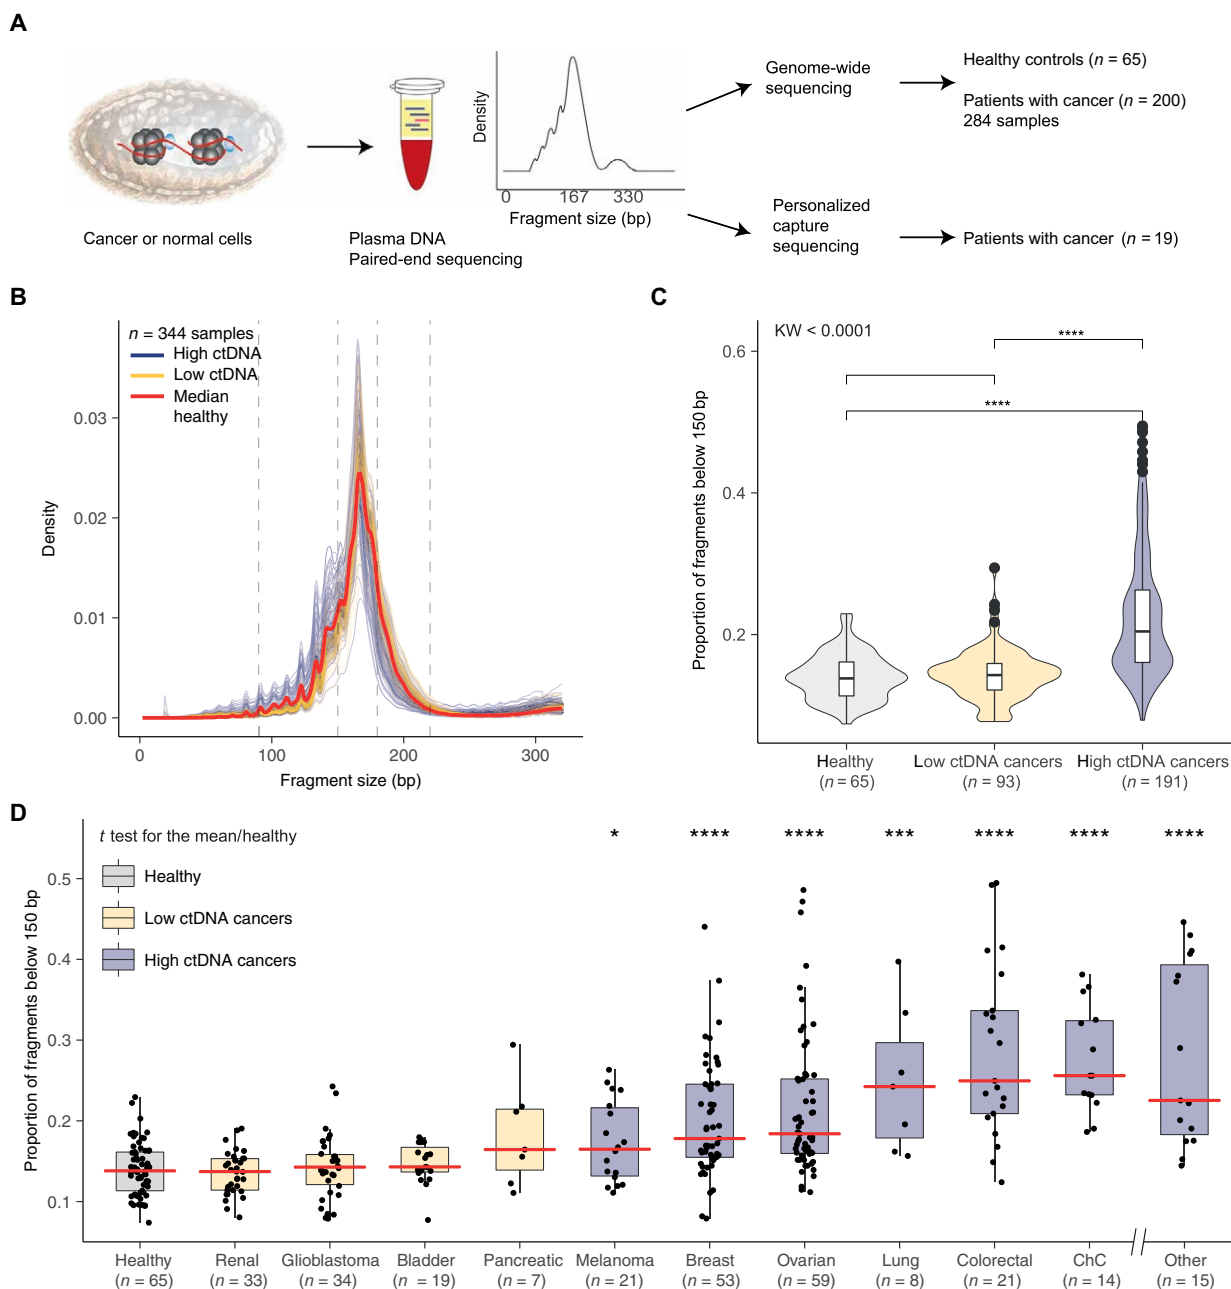 A
Cancer or normal cells
Plasma DNA
Paired-end sequencing
Density
0 167 330
Fragment size (bp)
Genome-wide
sequencing
Healthy controls (n = 65)
Patients with cancer (n = 200)
284 samples
Personalized
capture
sequencing
Patients with cancer (n = 19)
B
n = 344 samples
High ctDNA
Low ctDNA
Median
healthy
Density
0.03
0.02
0.01
0.00
0 100 200 300
Fragment size (bp)
C
KW < 0.0001
****
****
Proportion of fragments below 150 bp
0.6
0.4
0.2
Healthy
(n = 65)
Low ctDNA cancers
(n = 93)
High ctDNA cancers
(n = 191)
D
t test for the mean/healthy
Healthy
Low ctDNA cancers
High ctDNA cancers
* **** **** *** **** **** ****
Proportion of fragments below 150 bp
0.5
0.4
0.3
0.2
0.1
Healthy Renal Glioblastoma Bladder Pancreatic Melanoma Breast Ovarian Lung Colorectal ChC Other
(n = 65) (n = 33) (n = 34) (n = 19) (n = 7) (n = 21) (n = 53) (n = 59) (n = 8) (n = 21) (n = 14) (n = 15)